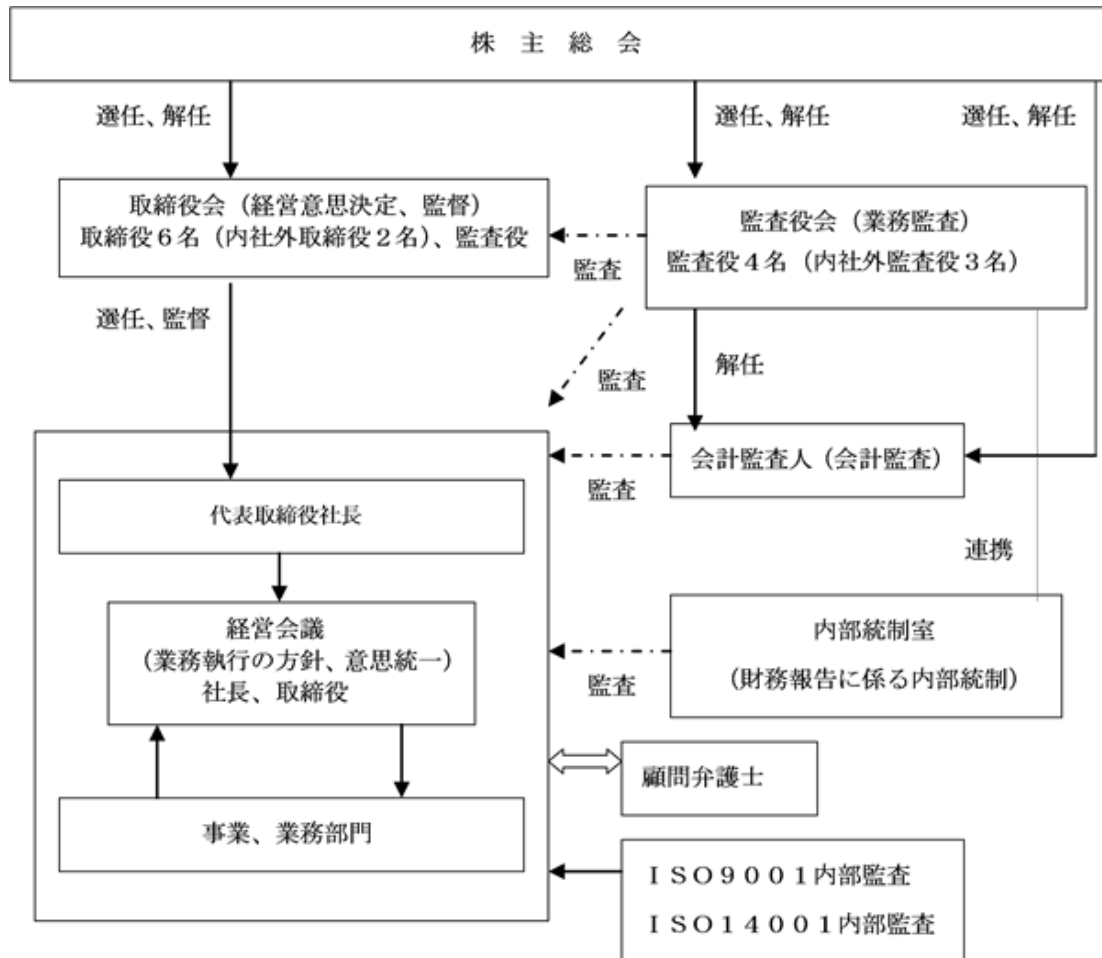 株 主 総 会
選任、解任
選任、解任
選任、解任
取締役会（経営意思決定、監督）
取締役６名（内社外取締役２名）、監査役
監査役会（業務監査）
監査役４名（内社外監査役３名）
監査
選任、監督
監査
解任
会計監査人（会計監査）
監査
代表取締役社長
連携
経営会議
（業務執行の方針、意思統一）
社長、取締役
内部統制室
（財務報告に係る内部統制）
監査
顧問弁護士
事業、業務部門
ＩＳＯ９００１内部監査
ＩＳＯ１４００１内部監査